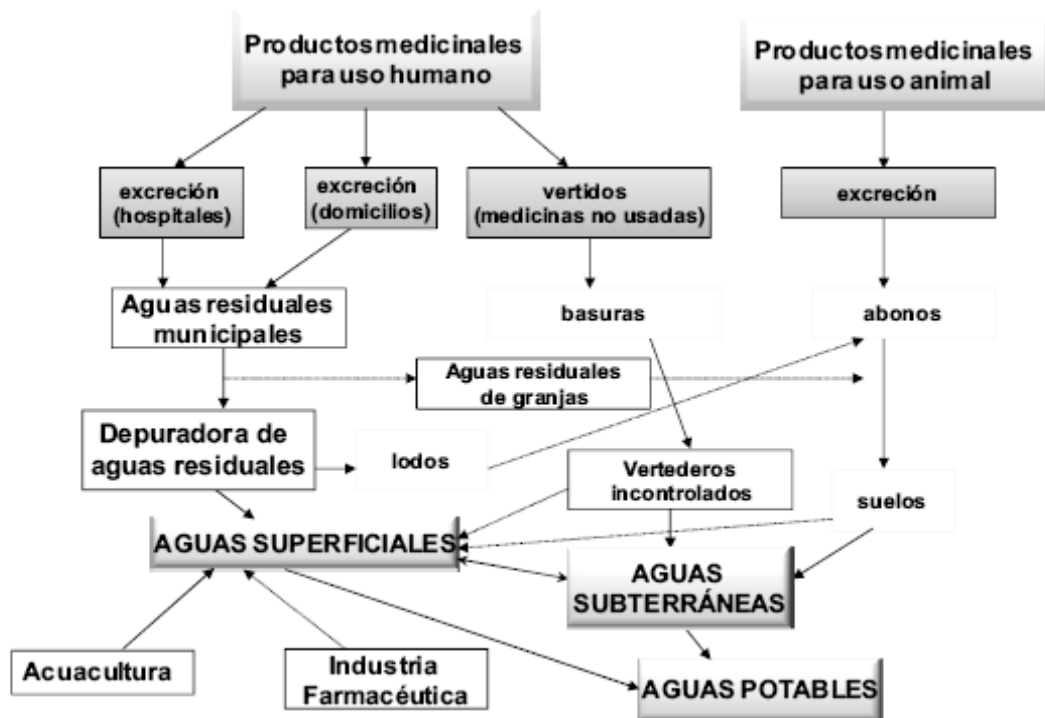 Productos medicinales
para uso humano
Productos medicinales
para uso animal
excreción
(hospitales)
excreción
(domicilios)
vertidos
(medicinas no usadas)
excreción
Aguas residuales
municipales
basuras
abonos
Aguas residuales
de granjas
Depuradora de
aguas residuales
lodos
Vertederos
incontrolados
suelos
AGUAS SUPERFICIALES
AGUAS
SUBTERRÁNEAS
Acuacultura
Industria
Farmacéutica
AGUAS POTABLES